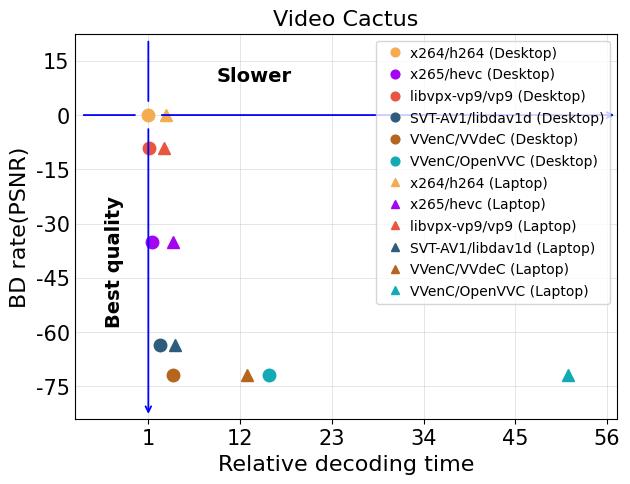 Video Cactus
BD rate(PSNR)
15
0
-15
-30
-45
-60
-75
Slower
Best quality
x264/h264 (Desktop)
x265/hevc (Desktop)
libvpx-vp9/vp9 (Desktop)
SVT-AV1/libdav1d (Desktop)
VVenC/VVdeC (Desktop)
VVenC/OpenVVC (Desktop)
x264/h264 (Laptop)
x265/hevc (Laptop)
libvpx-vp9/vp9 (Laptop)
SVT-AV1/libdav1d (Laptop)
VVenC/VVdeC (Laptop)
VVenC/OpenVVC (Laptop)
1 12 23 34 45 56
Relative decoding time